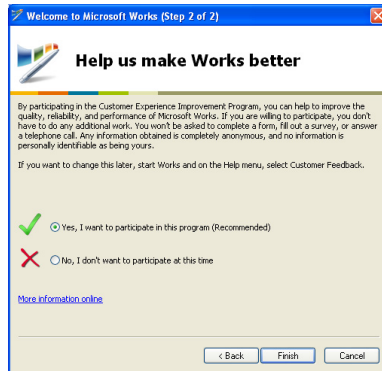 Welcome to Microsoft Works (Step 2 of 2)
Help us make Works better
By participating in the Customer Experience Improvement Program, you can help to improve the
quality, reliability, and performance of Microsoft Works. If you are willing to participate, you don't
have to do any additional work. You won't be asked to complete a form, fill out a survey, or answer
a telephone call. Any information obtained is completely anonymous, and no information is
personally identifiable as being yours.
If you want to change this later, start Works and on the Help menu, select Customer Feedback.
Yes, I want to participate in this program (Recommended)
No, I don't want to participate at this time
More information online
< Back Finish Cancel